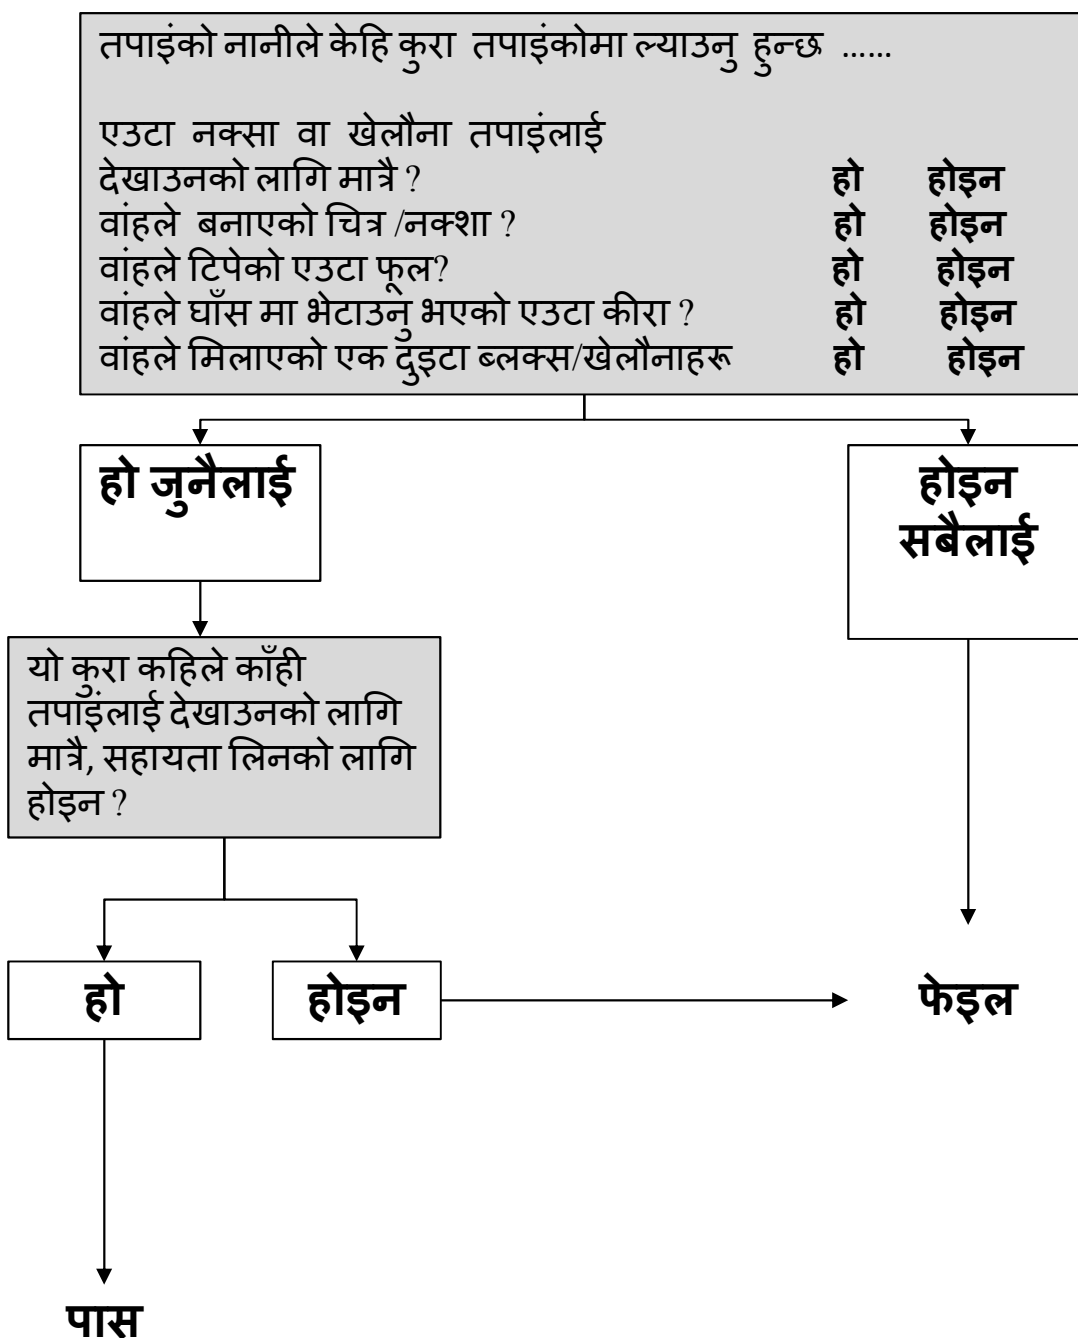 तपाइंको नानीले केहि कुरा तपाइंकोमा ल्याउनु हुन्छ ......
एउटा नक्सा वा खेलौना तपाइंलाई
देखाउनको लागि मात्रै ? हो होइन
वांहले बनाएको चित्र /नक्शा ? हो होइन
वांहले टिपेको एउटा फूल? हो होइन
वांहले घाँस मा भेटाउनु भएको एउटा कीरा ? हो होइन
वांहले मिलाएको एक दुइटा ब्लक्स/खेलौनाहरू हो होइन
हो जुनैलाई
होइन
सबैलाई
यो कुरा कहिले काँही
तपाइंलाई देखाउनको लागि
मात्रै, सहायता लिनको लागि
होइन ?
हो
होइन
फेइल
पास